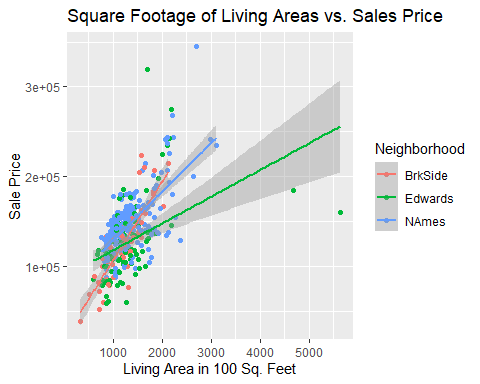 Square Footage of Living Areas vs. Sales Price
Sale Price
3e+05
2e+05
1e+05
1000 2000 3000 4000 5000
Living Area in 100 Sq. Feet
Neighborhood
BrkSide
Edwards
NAmes